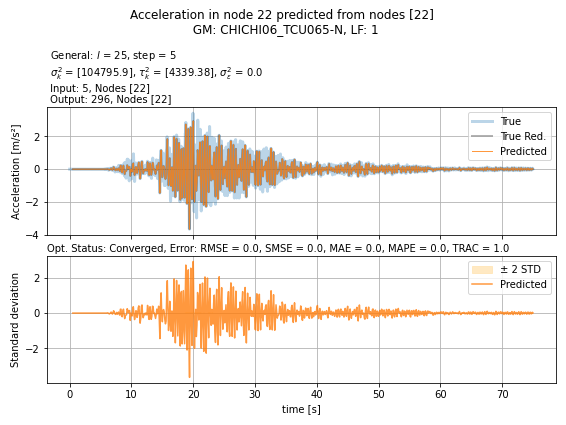 Acceleration in node 22 predicted from nodes [22]
GM: CHICHI06_TCU065-N, LF: 1
General: l = 25, step = 5
σ²ₖ = [104795.9], τ²ₖ = [4339.38], σ²_ε = 0.0
Input: 5, Nodes [22]
Output: 296, Nodes [22]
Acceleration [m/s²]
2
0
−2
−4
True
True Red.
Predicted
Opt. Status: Converged, Error: RMSE = 0.0, SMSE = 0.0, MAE = 0.0, MAPE = 0.0, TRAC = 1.0
Standard deviation
2
0
−2
± 2 STD
Predicted
0 10 20 30 40 50 60 70
time [s]